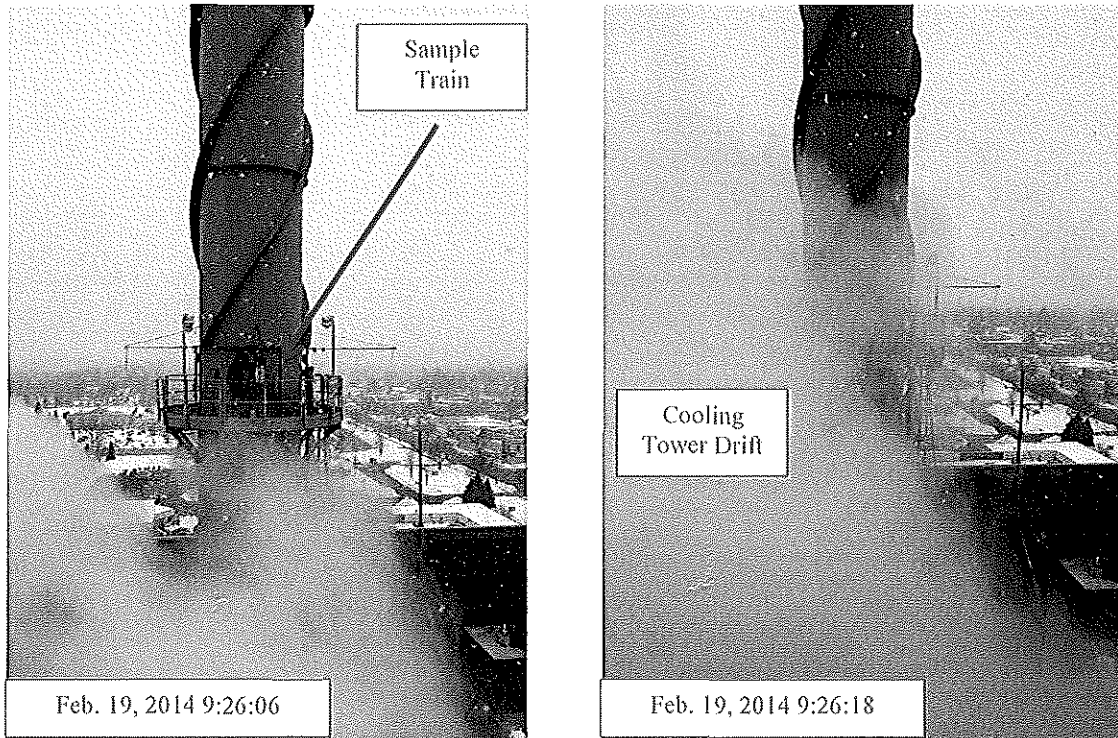 Sample
Train
Feb. 19, 2014 9:26:06
Cooling
Tower Drift
Feb. 19, 2014 9:26:18